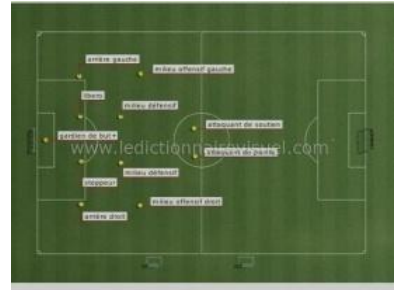 arrière gauche
milieu offensif gauche
libero
milieu défensif
attaquant de soutien
gardien de but
www.ledictionnairevisuel.com
attaquant de pointe
milieu défensif
stoppeur
milieu offensif droit
arrière droit